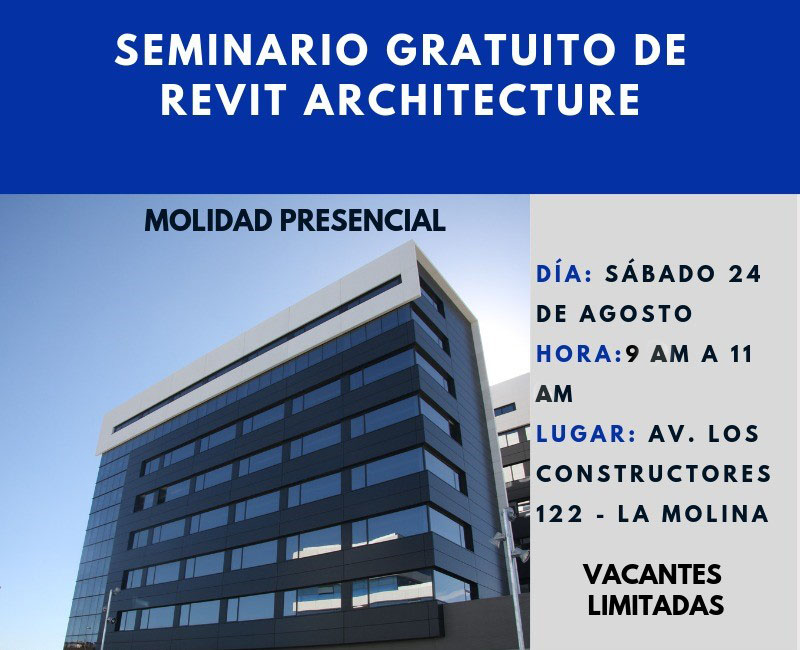 SEMINARIO GRATUITO DE
REVIT ARCHITECTURE
MOLIDAD PRESENCIAL
DÍA: SÁBADO 24
DE AGOSTO
HORA:9 AM A 11
AM
LUGAR: AV. LOS
CONSTRUCTORES
122 - LA MOLINA
VACANTES
LIMITADAS